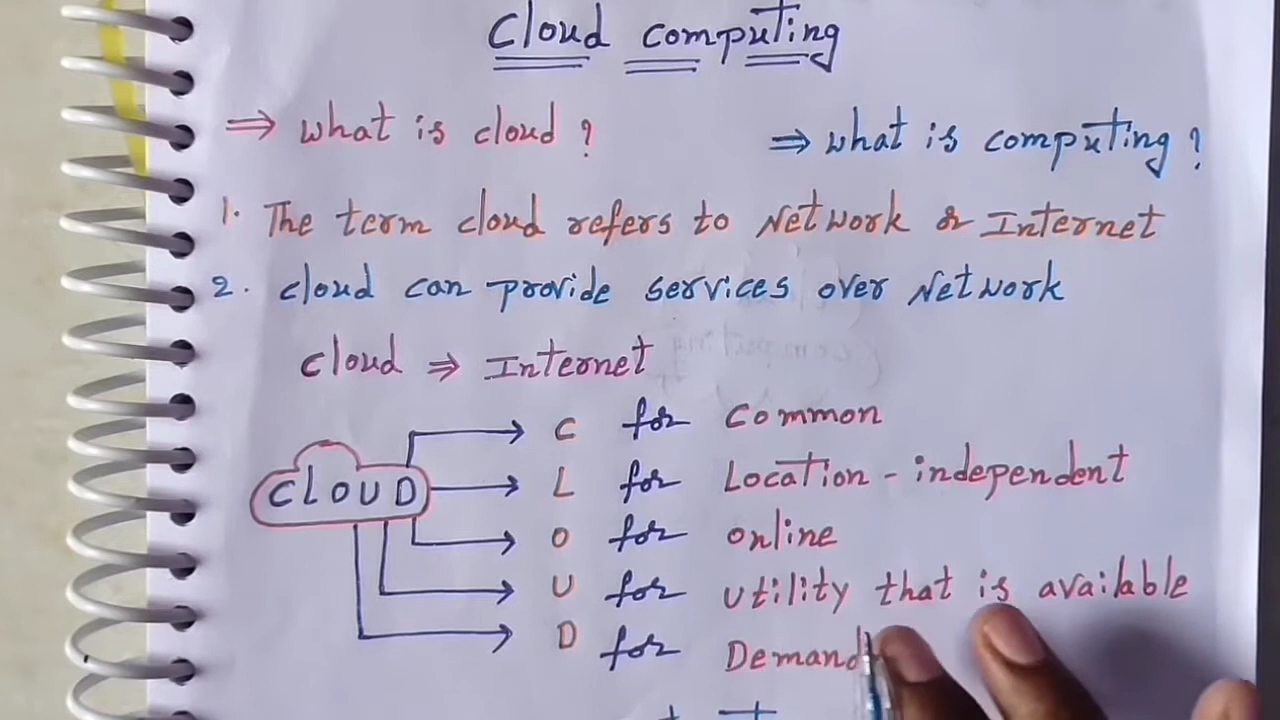 Cloud computing
⇒ What is cloud ?
⇒ What is computing ?
1. The term cloud refers to Network or Internet
2. cloud can provide services over Network
cloud ⇒ Internet
CLOUD
C for Common
L for Location - independent
O for online
U for utility that is available
D for Demand